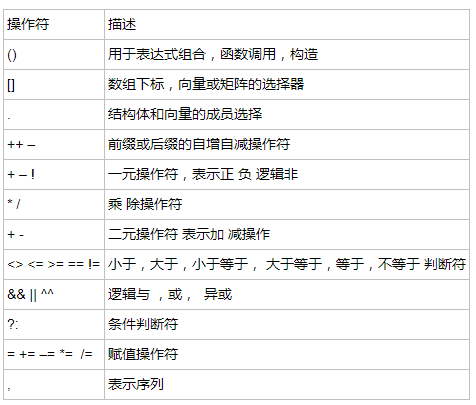 操作符 描述
() 用于表达式组合，函数调用，构造
[] 数组下标，向量或矩阵的选择器
. 结构体和向量的成员选择
++ – 前缀或后缀的自增自减操作符
+ – ! 一元操作符，表示正 负 逻辑非
* / 乘 除操作符
+ - 二元操作符 表示加 减操作
<> <= >= == != 小于，大于，小于等于， 大于等于，等于，不等于 判断符
&& || ^^ 逻辑与 ，或， 异或
?: 条件判断符
= += –= *= /= 赋值操作符
, 表示序列